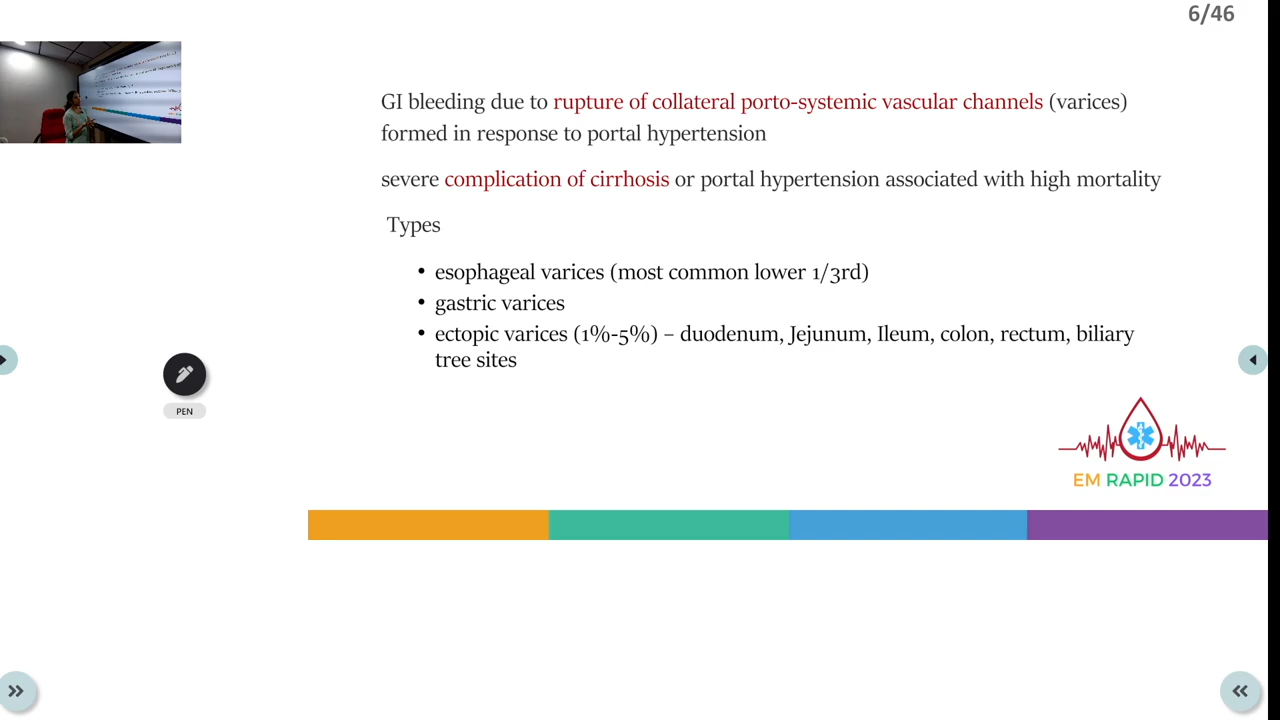 6/46
GI bleeding due to rupture of collateral porto-systemic vascular channels (varices)
formed in response to portal hypertension
severe complication of cirrhosis or portal hypertension associated with high mortality
Types
• esophageal varices (most common lower 1/3rd)
• gastric varices
• ectopic varices (1%-5%) – duodenum, Jejunum, Ileum, colon, rectum, biliary
tree sites
PEN
EM RAPID 2023